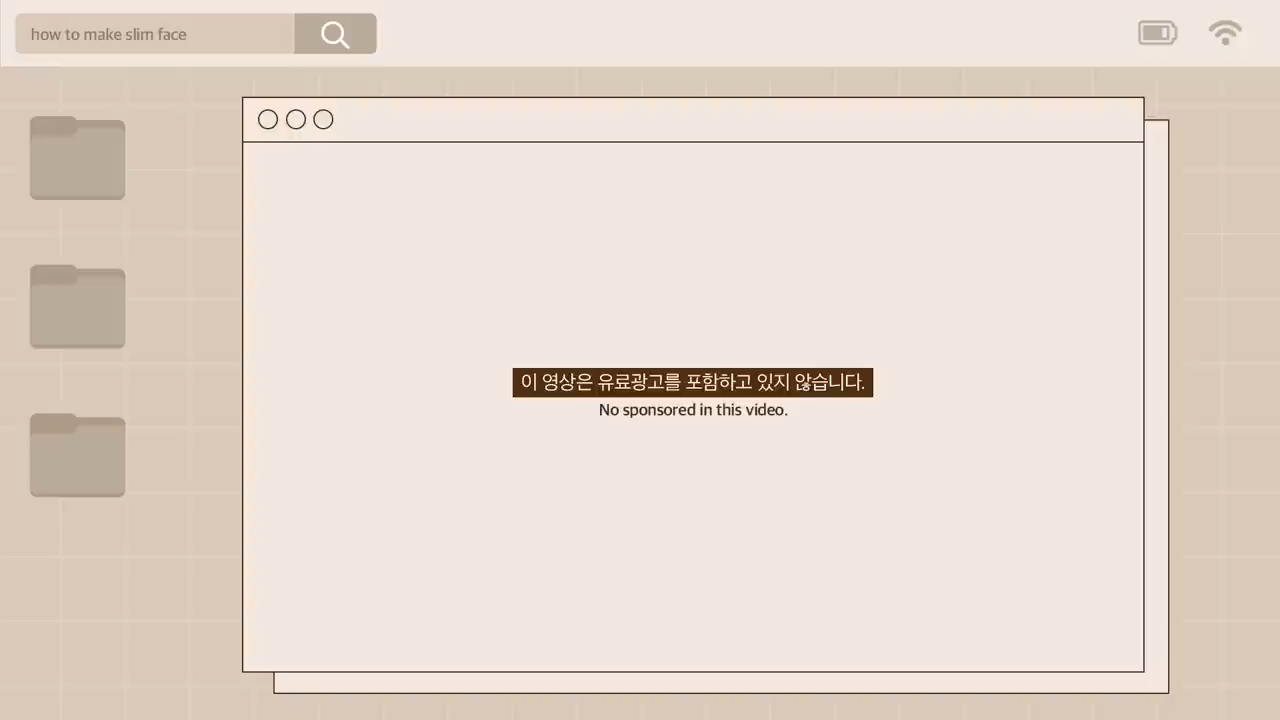 how to make slim face
이 영상은 유료광고를 포함하고 있지 않습니다.
No sponsored in this video.